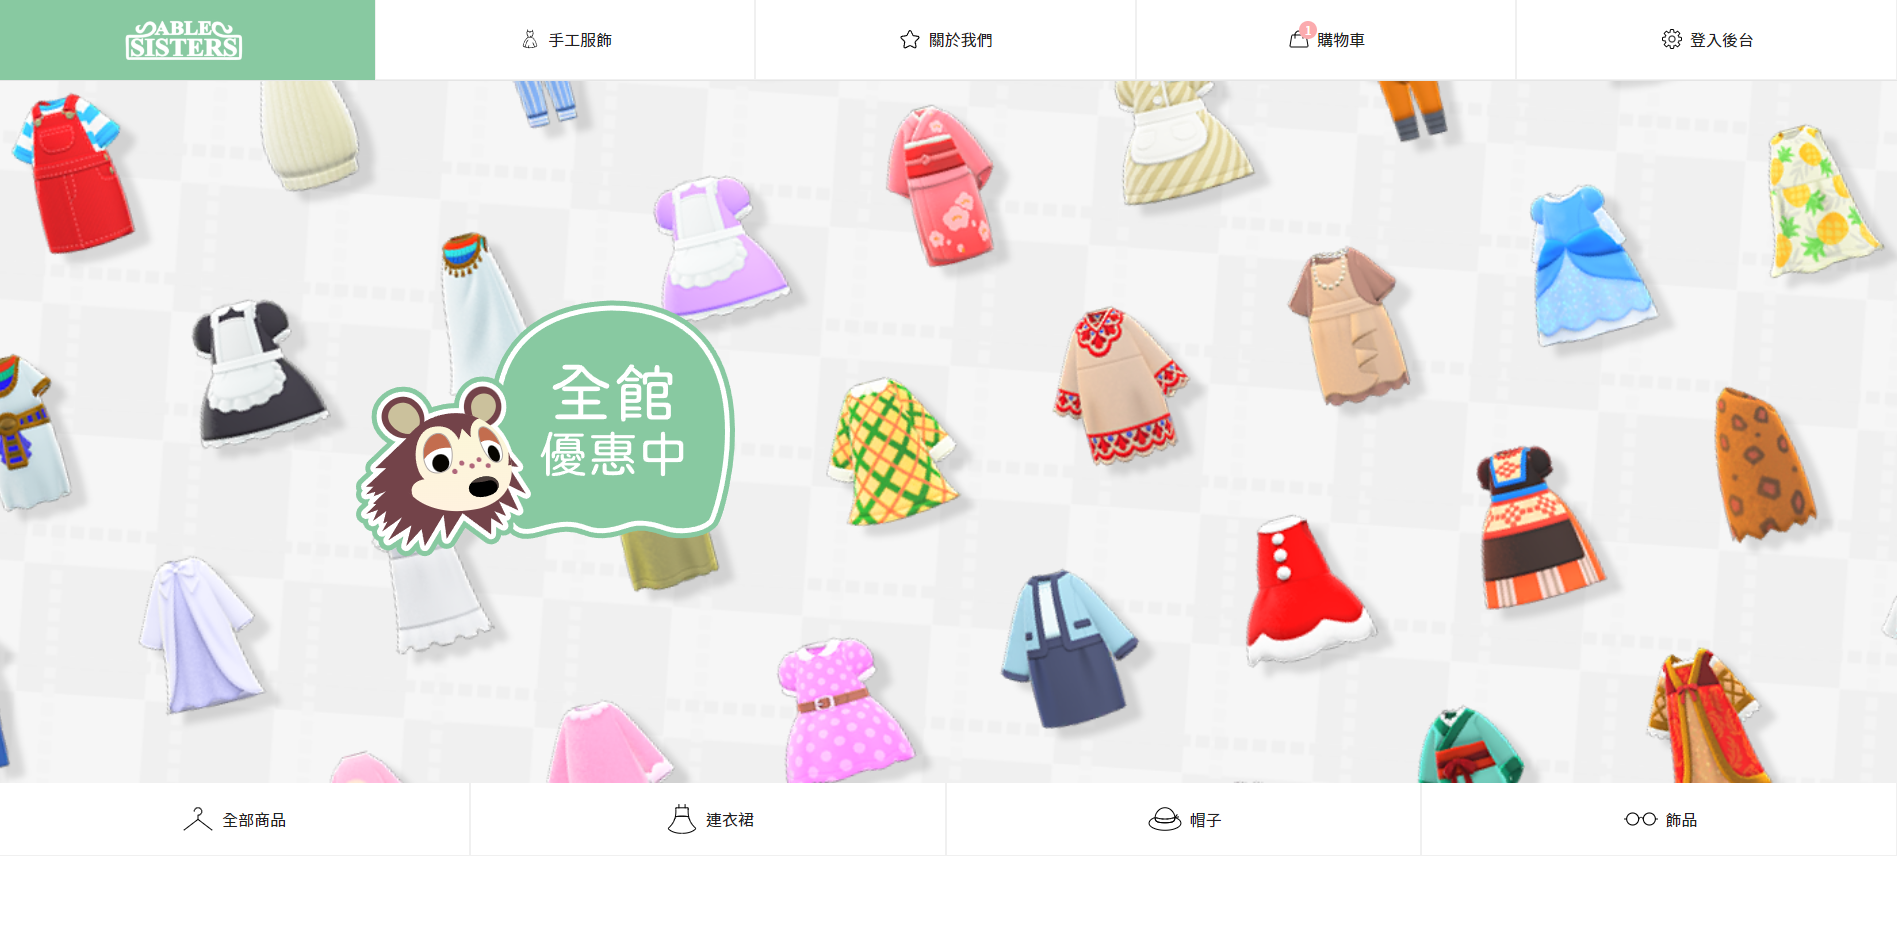 ABLE
SISTERS
手工服飾
關於我們
1
購物車
登入後台
全館
優惠中
全部商品
連衣裙
帽子
飾品